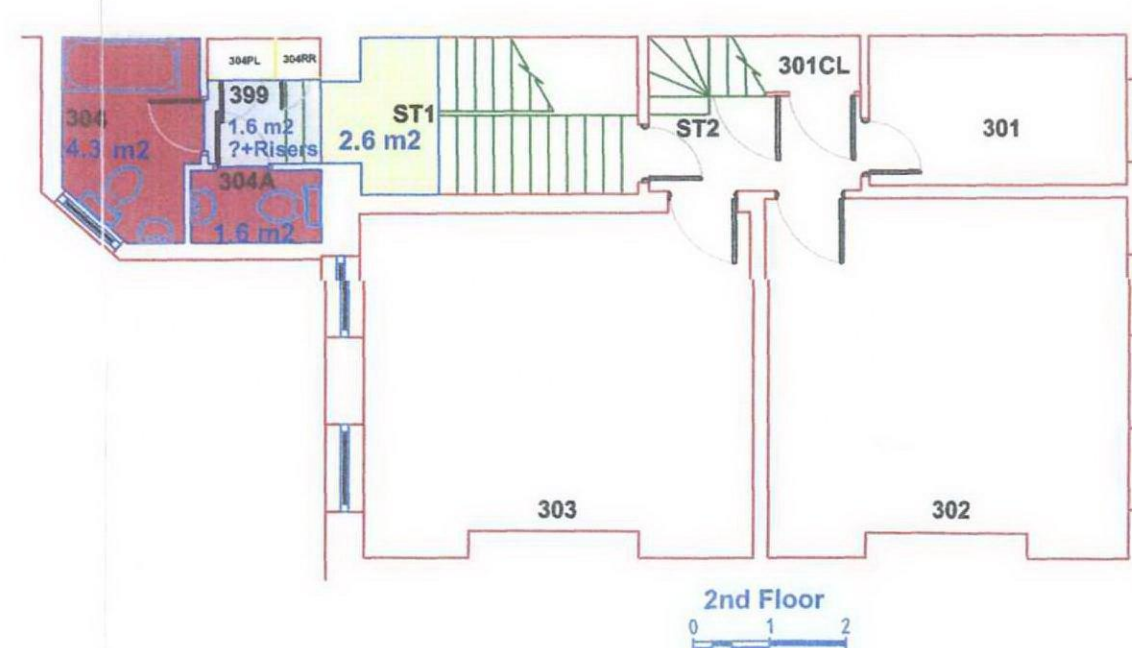 304PL
304RR
399
1.6 m2
?+Risers
304
4.3 m2
304A
1.6 m2
ST1
2.6 m2
ST2
301CL
301
303
302
2nd Floor
0 1 2